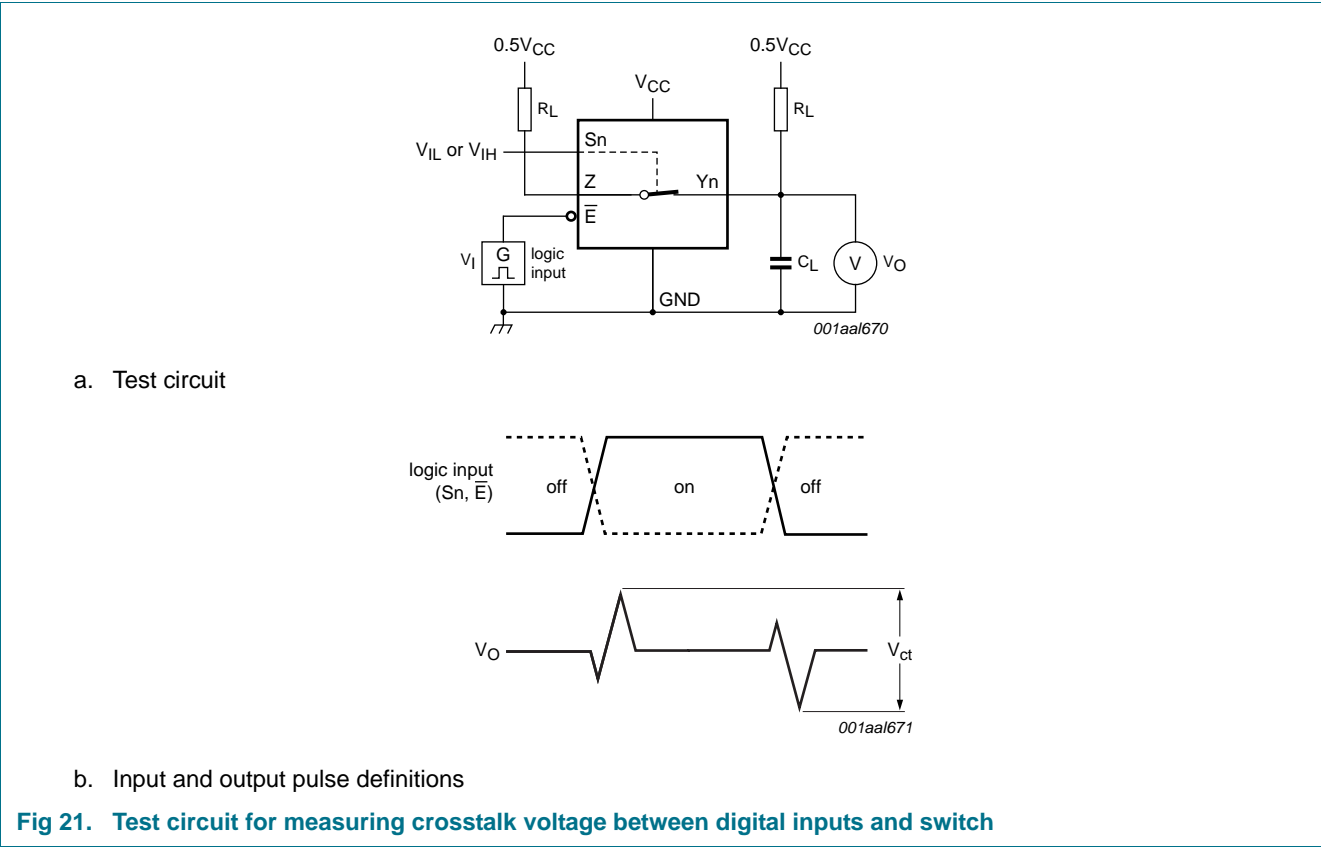 0.5VCC
0.5VCC
VCC
RL
RL
Sn
VIL or VIH
Z
Yn
E̅
VI
G
logic
input
CL
V
VO
GND
001aal670
a. Test circuit
logic input
(Sn, E̅)
off
on
off
VO
Vct
001aal671
b. Input and output pulse definitions
Fig 21. Test circuit for measuring crosstalk voltage between digital inputs and switch